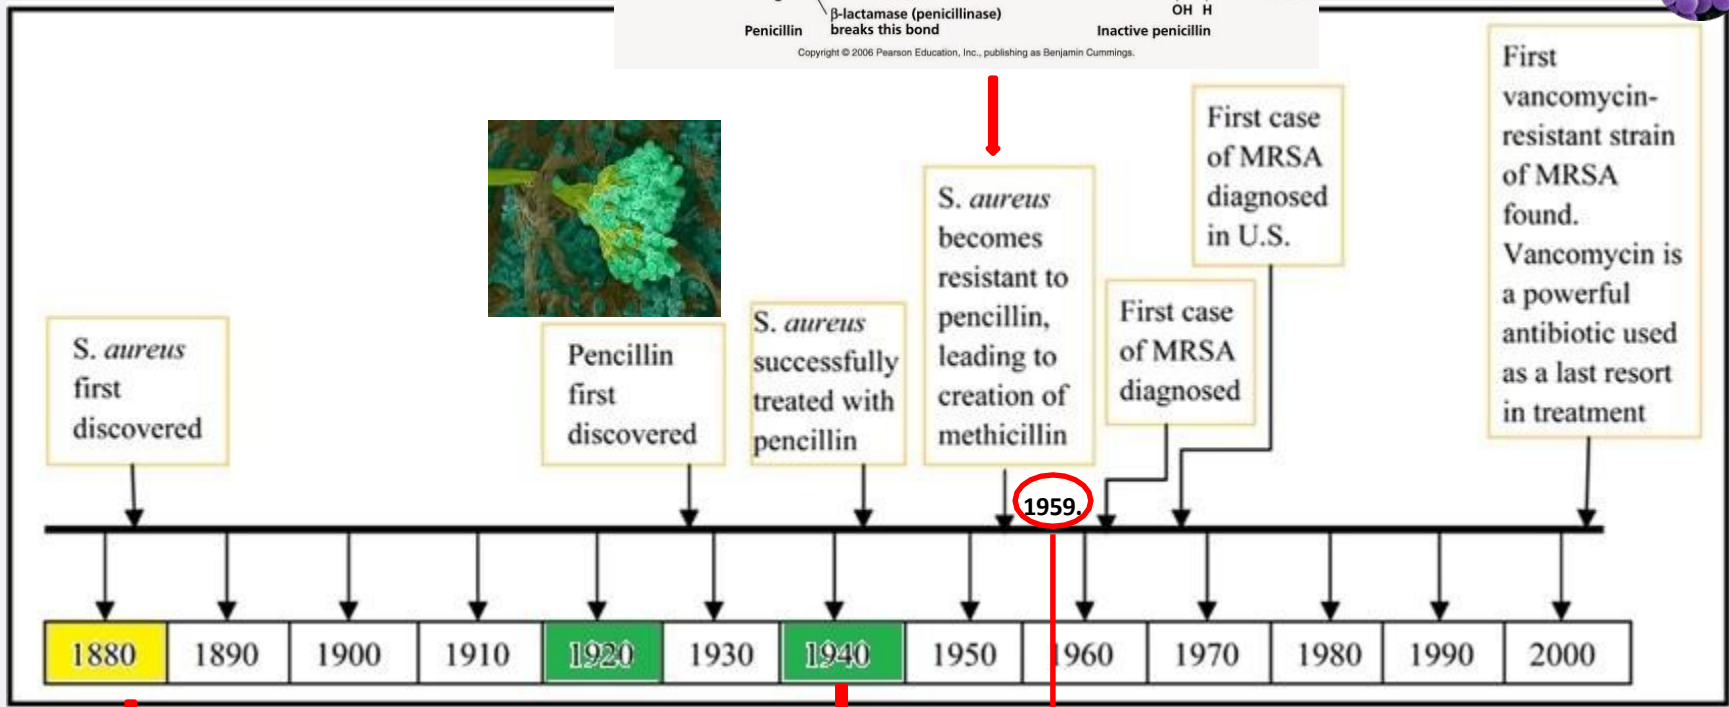 OH H
β-lactamase (penicillinase)
Penicillin breaks this bond
Inactive penicillin
Copyright © 2006 Pearson Education, Inc., publishing as Benjamin Cummings.
S. aureus
first
discovered
Pencillin
first
discovered
S. aureus
successfully
treated with
pencillin
S. aureus
becomes
resistant to
pencillin,
leading to
creation of
methicillin
First case
of MRSA
diagnosed
First case
of MRSA
diagnosed
in U.S.
First
vancomycin-
resistant strain
of MRSA
found.
Vancomycin is
a powerful
antibiotic used
as a last resort
in treatment
1959.
1880 1890 1900 1910 1920 1930 1940 1950 1960 1970 1980 1990 2000